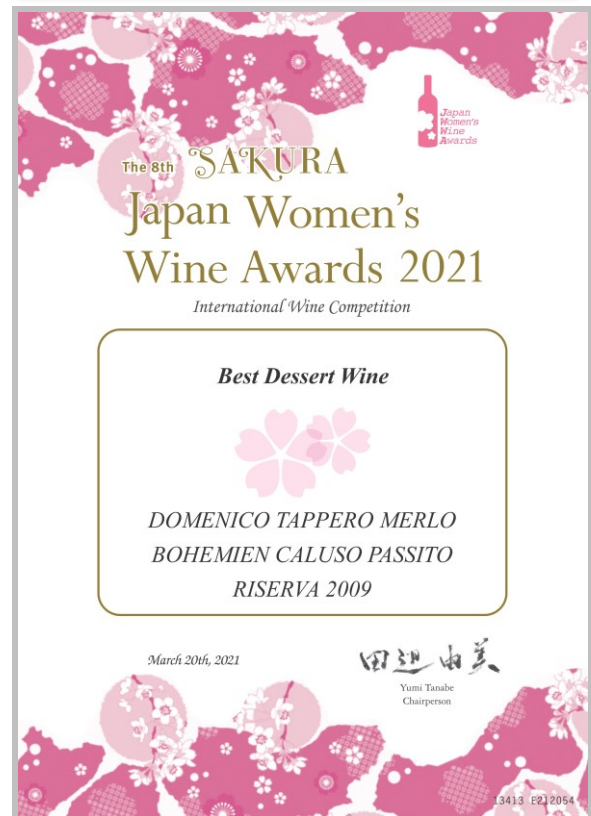 Japan
Women's
Wine
Awards
The 8th SAKURA
Japan Women's
Wine Awards 2021
International Wine Competition
Best Dessert Wine
DOMENICO TAPPERO MERLO
BOHEMIEN CALUSO PASSITO
RISERVA 2009
March 20th, 2021
田辺由美
Yumi Tanabe
Chairperson
13413 E212054